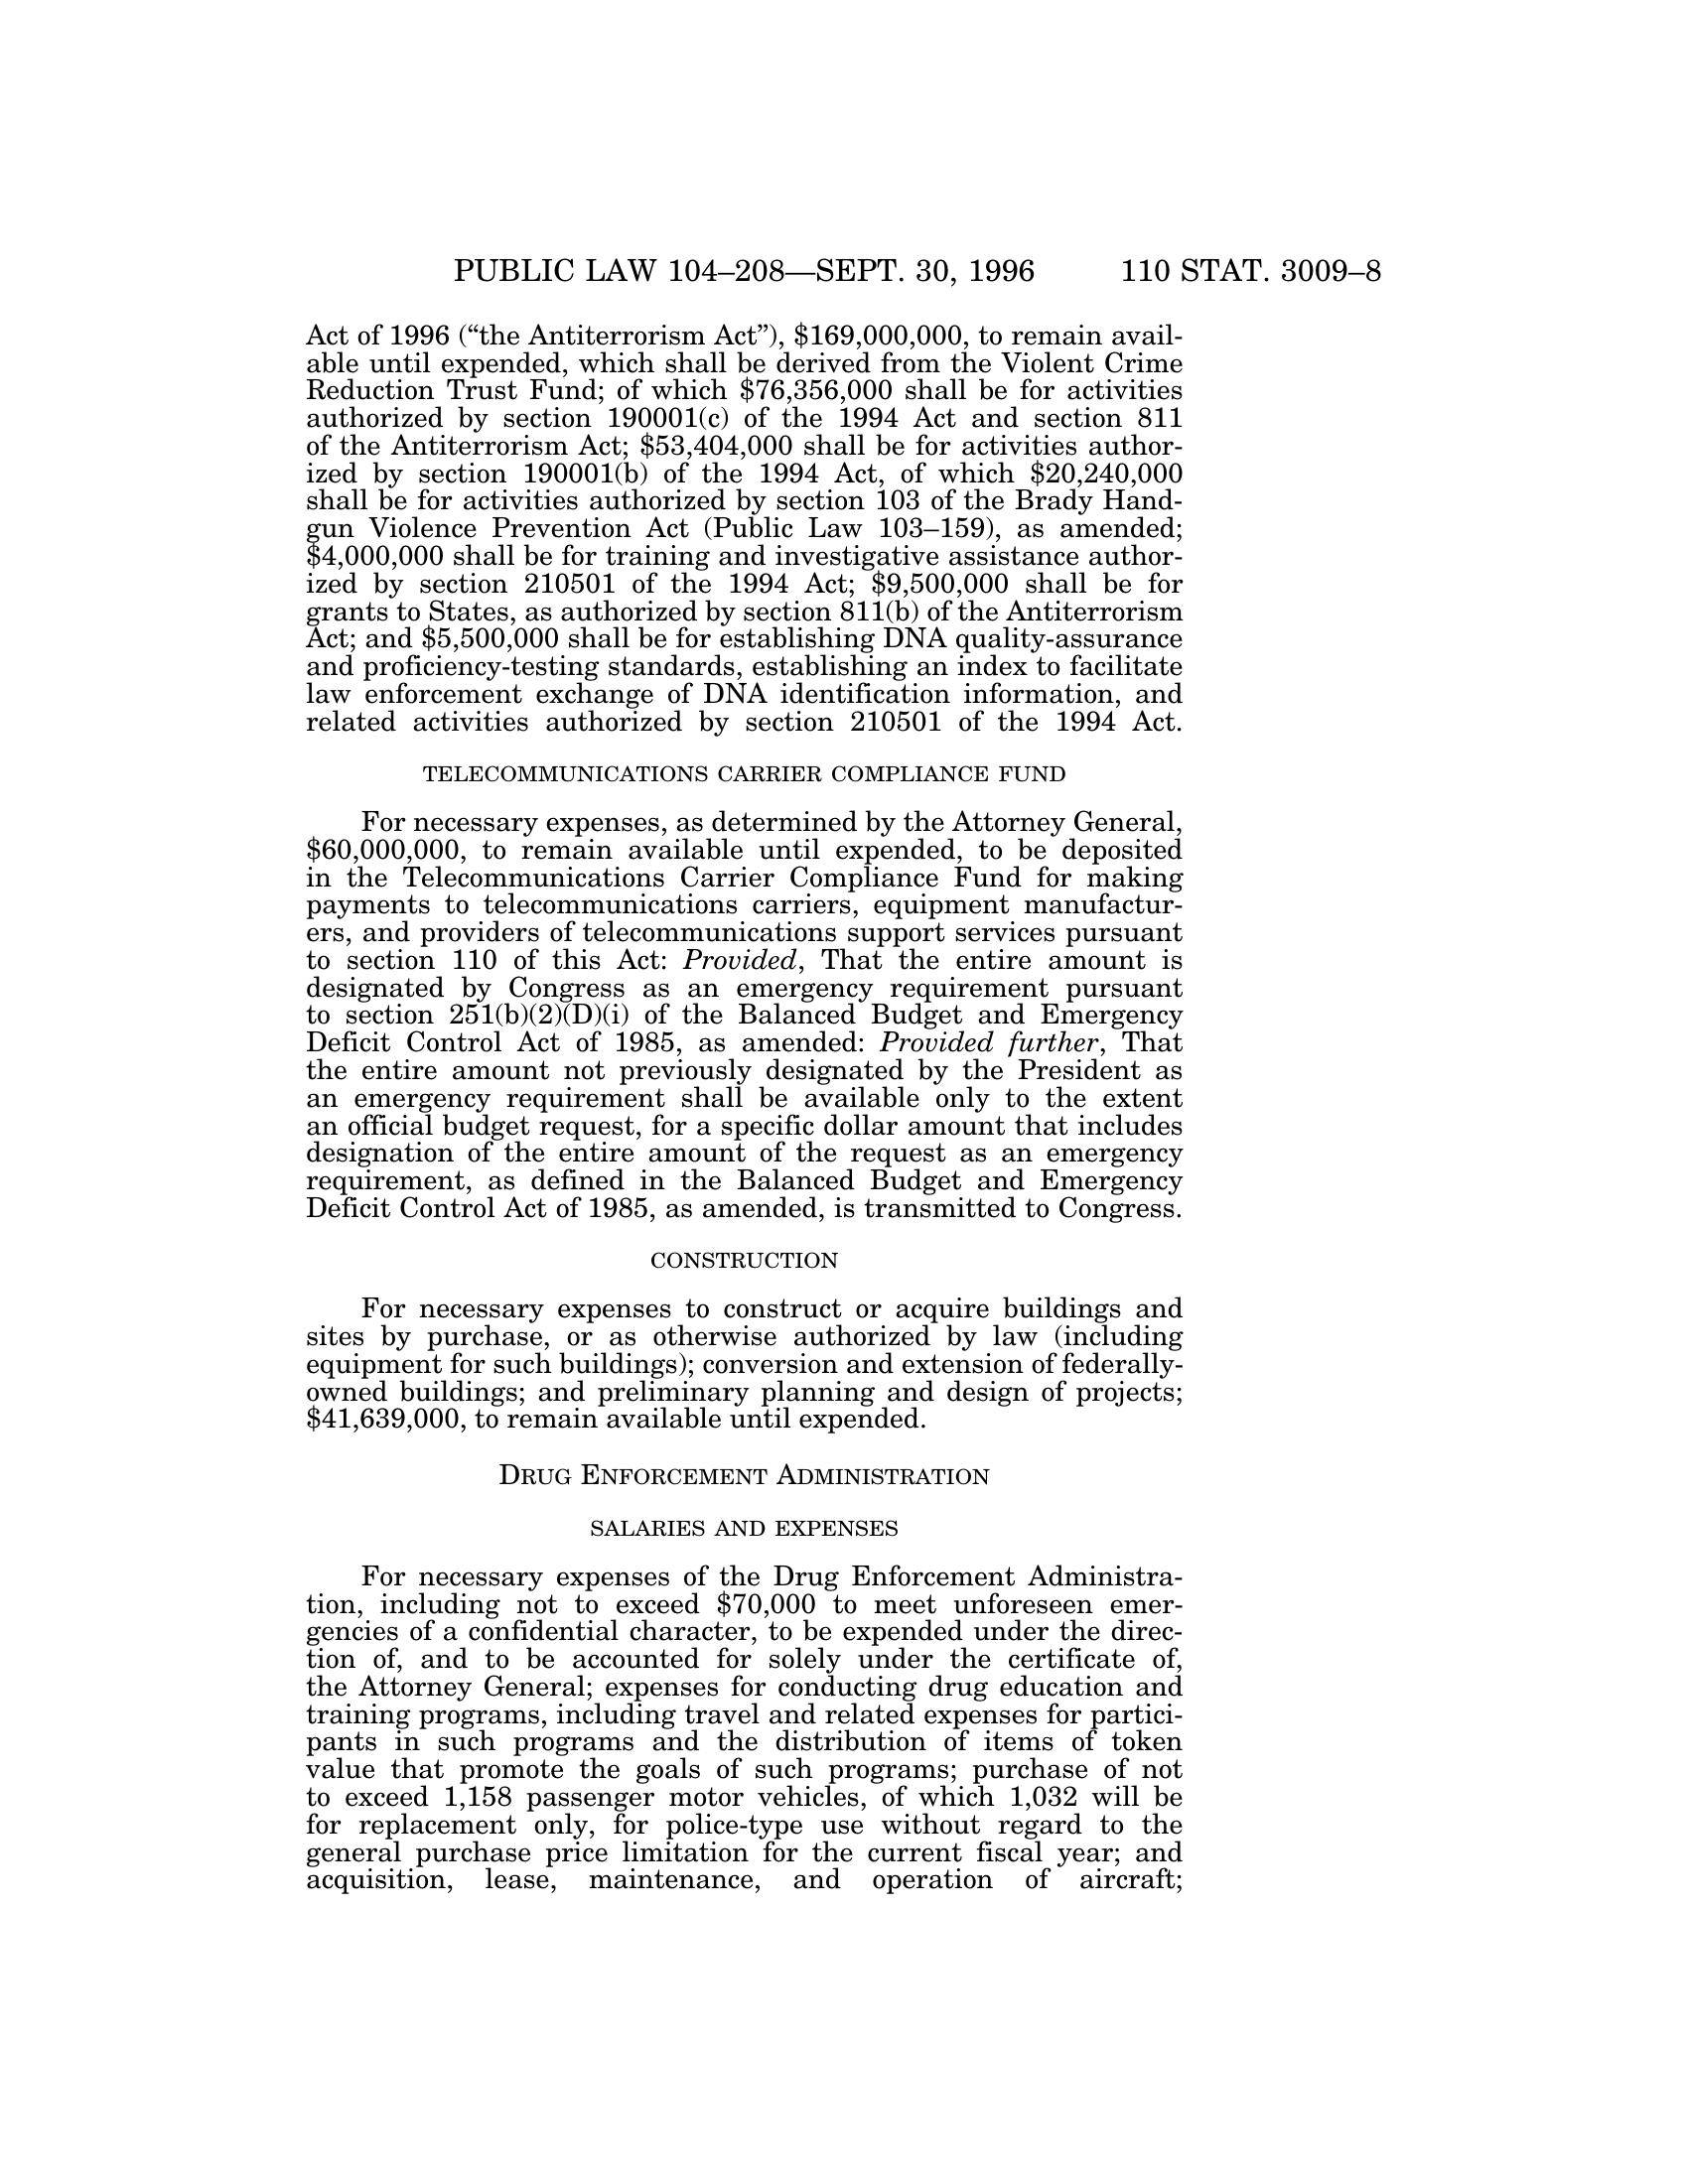 PUBLIC LAW 104–208—SEPT. 30, 1996 110 STAT. 3009–8
Act of 1996 (“the Antiterrorism Act”), $169,000,000, to remain avail-
able until expended, which shall be derived from the Violent Crime
Reduction Trust Fund; of which $76,356,000 shall be for activities
authorized by section 190001(c) of the 1994 Act and section 811
of the Antiterrorism Act; $53,404,000 shall be for activities author-
ized by section 190001(b) of the 1994 Act, of which $20,240,000
shall be for activities authorized by section 103 of the Brady Hand-
gun Violence Prevention Act (Public Law 103–159), as amended;
$4,000,000 shall be for training and investigative assistance author-
ized by section 210501 of the 1994 Act; $9,500,000 shall be for
grants to States, as authorized by section 811(b) of the Antiterrorism
Act; and $5,500,000 shall be for establishing DNA quality-assurance
and proficiency-testing standards, establishing an index to facilitate
law enforcement exchange of DNA identification information, and
related activities authorized by section 210501 of the 1994 Act.
TELECOMMUNICATIONS CARRIER COMPLIANCE FUND
For necessary expenses, as determined by the Attorney General,
$60,000,000, to remain available until expended, to be deposited
in the Telecommunications Carrier Compliance Fund for making
payments to telecommunications carriers, equipment manufactur-
ers, and providers of telecommunications support services pursuant
to section 110 of this Act: Provided, That the entire amount is
designated by Congress as an emergency requirement pursuant
to section 251(b)(2)(D)(i) of the Balanced Budget and Emergency
Deficit Control Act of 1985, as amended: Provided further, That
the entire amount not previously designated by the President as
an emergency requirement shall be available only to the extent
an official budget request, for a specific dollar amount that includes
designation of the entire amount of the request as an emergency
requirement, as defined in the Balanced Budget and Emergency
Deficit Control Act of 1985, as amended, is transmitted to Congress.
CONSTRUCTION
For necessary expenses to construct or acquire buildings and
sites by purchase, or as otherwise authorized by law (including
equipment for such buildings); conversion and extension of federally-
owned buildings; and preliminary planning and design of projects;
$41,639,000, to remain available until expended.
DRUG ENFORCEMENT ADMINISTRATION
SALARIES AND EXPENSES
For necessary expenses of the Drug Enforcement Administra-
tion, including not to exceed $70,000 to meet unforeseen emer-
gencies of a confidential character, to be expended under the direc-
tion of, and to be accounted for solely under the certificate of,
the Attorney General; expenses for conducting drug education and
training programs, including travel and related expenses for partici-
pants in such programs and the distribution of items of token
value that promote the goals of such programs; purchase of not
to exceed 1,158 passenger motor vehicles, of which 1,032 will be
for replacement only, for police-type use without regard to the
general purchase price limitation for the current fiscal year; and
acquisition, lease, maintenance, and operation of aircraft;